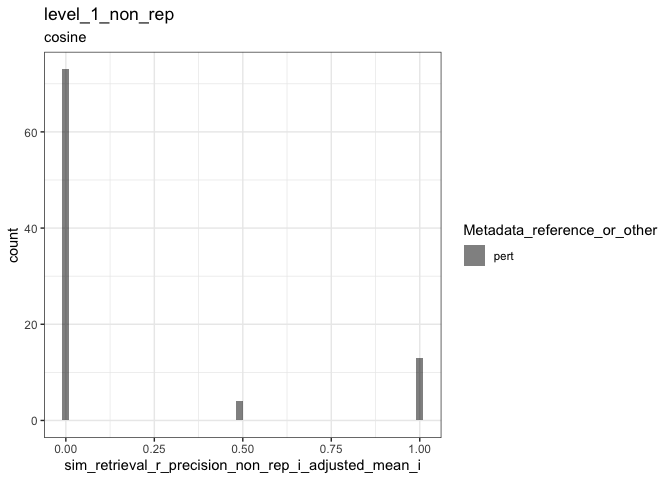 level_1_non_rep
cosine
60
40
20
0
count
0.00 0.25 0.50 0.75 1.00
sim_retrieval_r_precision_non_rep_i_adjusted_mean_i
Metadata_reference_or_other
pert